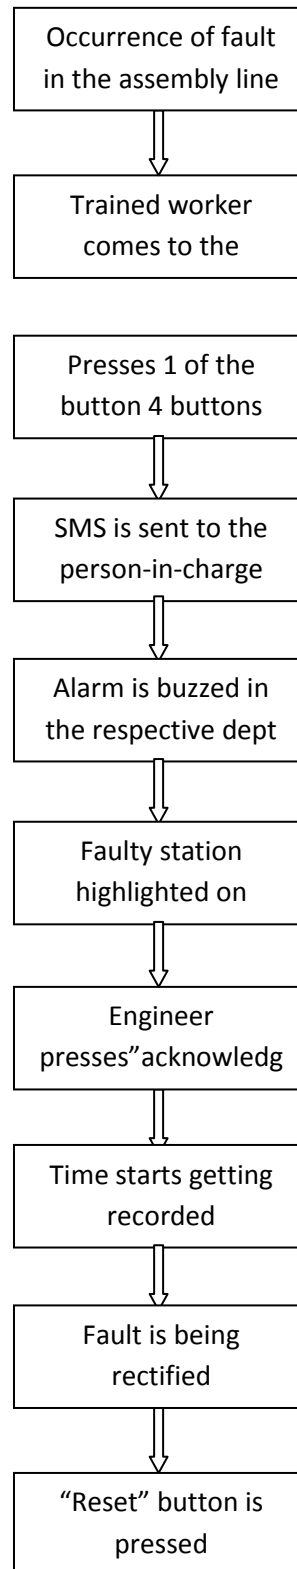 Occurrence of fault
in the assembly line
Trained worker
comes to the
Presses 1 of the
button 4 buttons
SMS is sent to the
person-in-charge
Alarm is buzzed in
the respective dept
Faulty station
highlighted on
Engineer
presses”acknowledg
Time starts getting
recorded
Fault is being
rectified
“Reset” button is
pressed